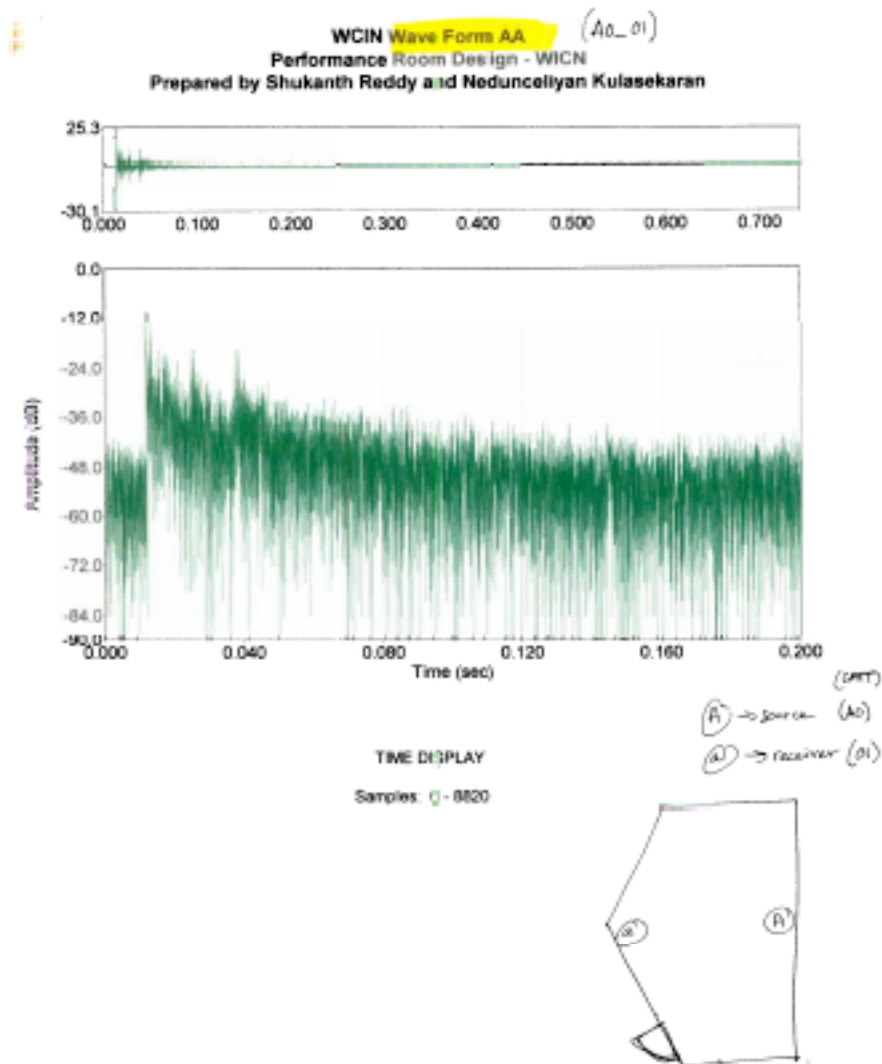 WCIN Wave Form AA (A0_01)
Performance Room Design - WICN
Prepared by Shukanth Reddy and Nedunceliyan Kulasekaran
25.3
-30.1
0.000 0.100 0.200 0.300 0.400 0.500 0.600 0.700
0.0
-12.0
-24.0
-36.0
-48.0
-60.0
-72.0
-84.0
-90.0
Amplitude (dB)
0.000 0.040 0.080 0.120 0.160 0.200
Time (sec)
A → source (A0)
a → receiver (01)
TIME DISPLAY
Samples: 0 - 8820
a
A